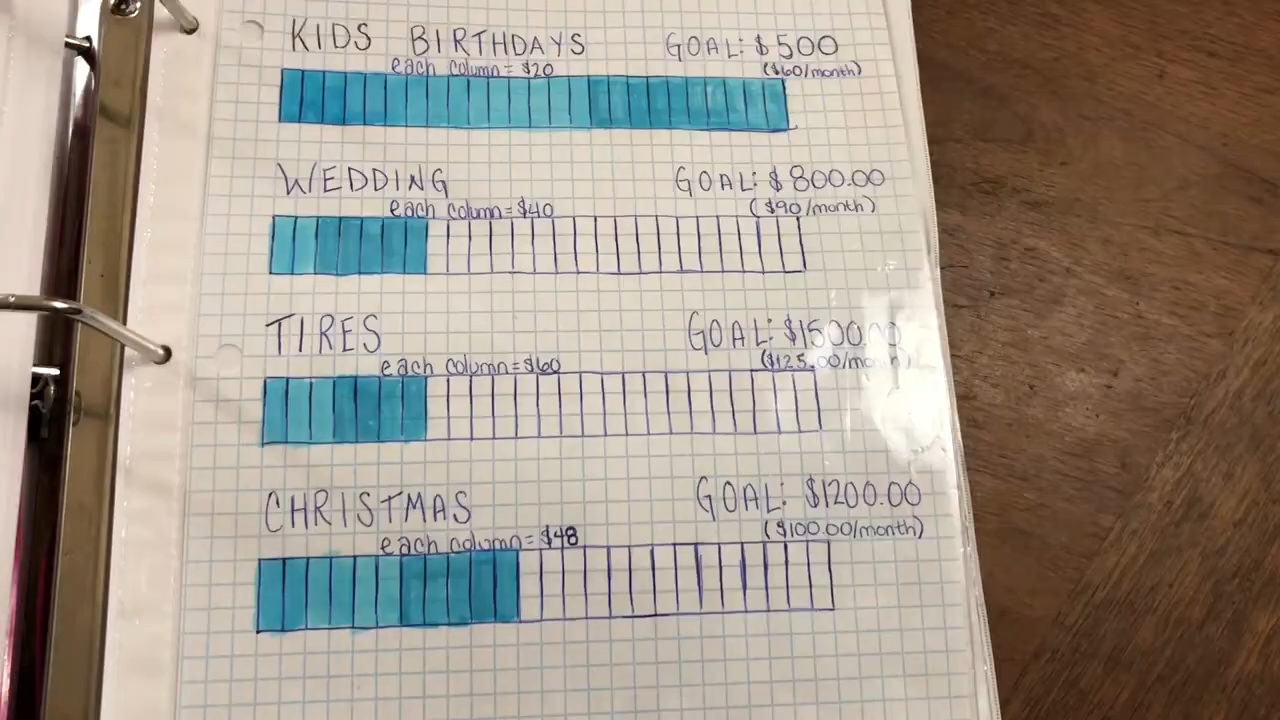 KIDS BIRTHDAYS GOAL: $500
each column = $20 ($60/month)
WEDDING GOAL: $800.00
each column = $40 ($90/month)
TIRES GOAL: $1500.00
each column = $60 ($125.00/month)
CHRISTMAS GOAL: $1200.00
each column = $48 ($100.00/month)